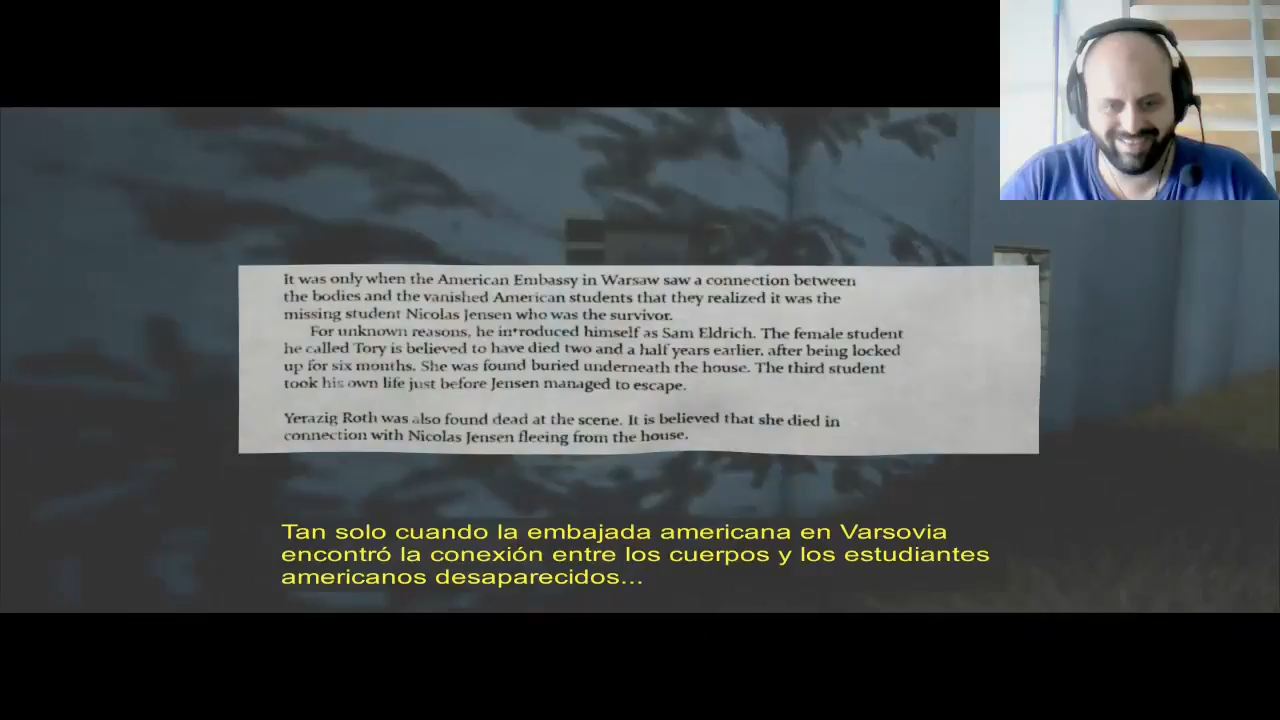 It was only when the American Embassy in Warsaw saw a connection between
the bodies and the vanished American students that they realized it was the
missing student Nicolas Jensen who was the survivor.
For unknown reasons, he introduced himself as Sam Eldrich. The female student
he called Tory is believed to have died two and a half years earlier, after being locked
up for six months. She was found buried underneath the house. The third student
took his own life just before Jensen managed to escape.
Yerazig Roth was also found dead at the scene. It is believed that she died in
connection with Nicolas Jensen fleeing from the house.
Tan solo cuando la embajada americana en Varsovia
encontró la conexión entre los cuerpos y los estudiantes
americanos desaparecidos...